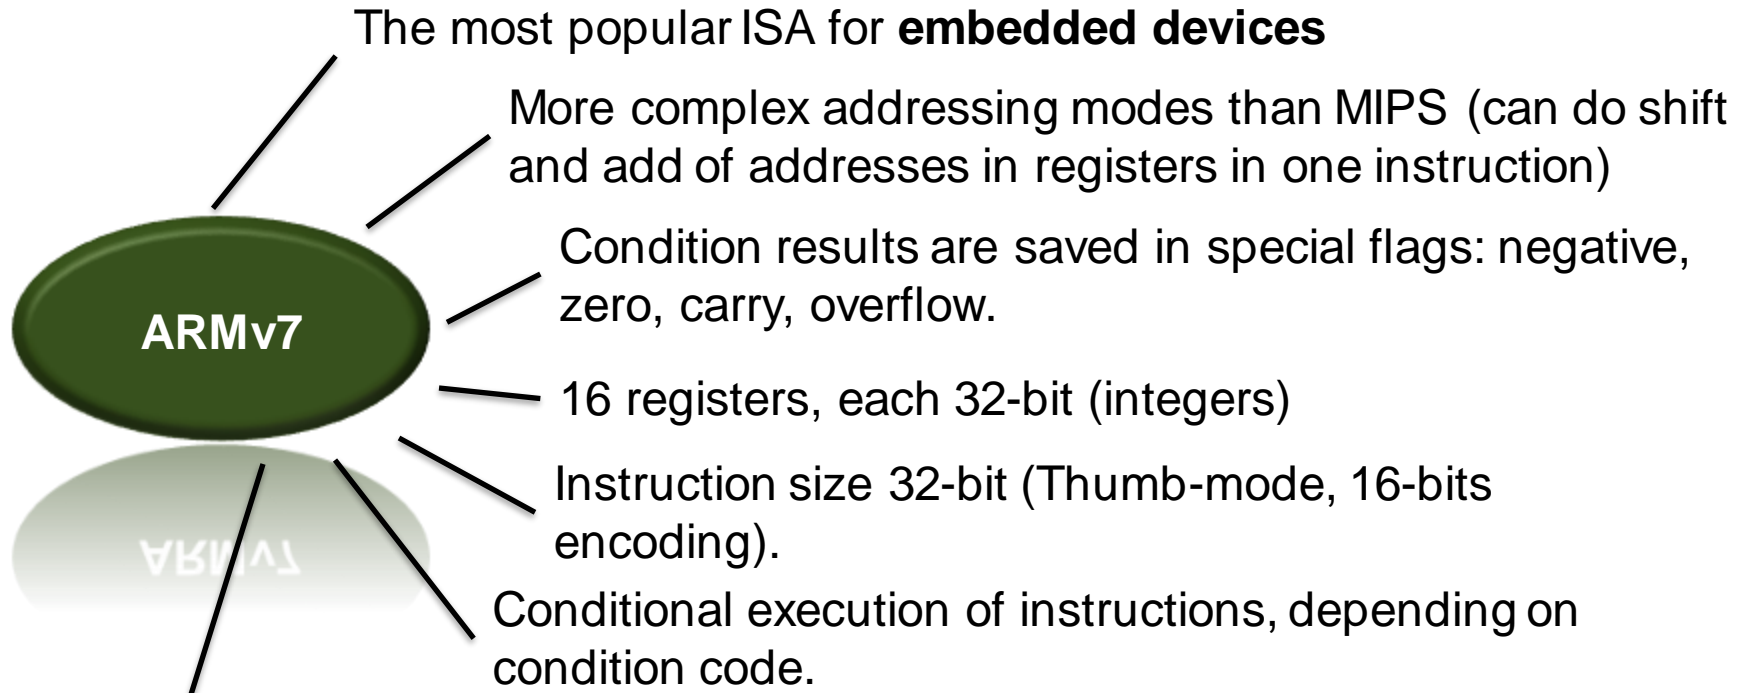 The most popular ISA for embedded devices
More complex addressing modes than MIPS (can do shift
and add of addresses in registers in one instruction)
Condition results are saved in special flags: negative,
zero, carry, overflow.
ARMv7
16 registers, each 32-bit (integers)
Instruction size 32-bit (Thumb-mode, 16-bits
encoding).
ARMv7
Conditional execution of instructions, depending on
condition code.